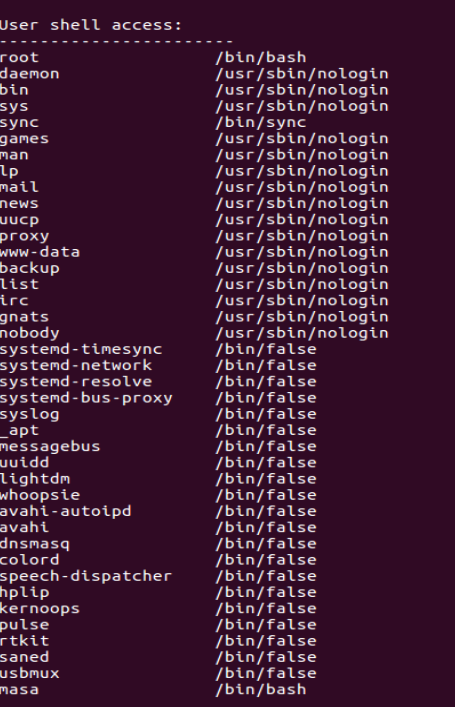 User shell access:
-----------------------
root /bin/bash
daemon /usr/sbin/nologin
bin /usr/sbin/nologin
sys /usr/sbin/nologin
sync /bin/sync
games /usr/sbin/nologin
man /usr/sbin/nologin
lp /usr/sbin/nologin
mail /usr/sbin/nologin
news /usr/sbin/nologin
uucp /usr/sbin/nologin
proxy /usr/sbin/nologin
www-data /usr/sbin/nologin
backup /usr/sbin/nologin
list /usr/sbin/nologin
irc /usr/sbin/nologin
gnats /usr/sbin/nologin
nobody /usr/sbin/nologin
systemd-timesync /bin/false
systemd-network /bin/false
systemd-resolve /bin/false
systemd-bus-proxy /bin/false
syslog /bin/false
_apt /bin/false
messagebus /bin/false
uuidd /bin/false
lightdm /bin/false
whoopsie /bin/false
avahi-autoipd /bin/false
avahi /bin/false
dnsmasq /bin/false
colord /bin/false
speech-dispatcher /bin/false
hplip /bin/false
kernoops /bin/false
pulse /bin/false
rtkit /bin/false
saned /bin/false
usbmux /bin/false
masa /bin/bash